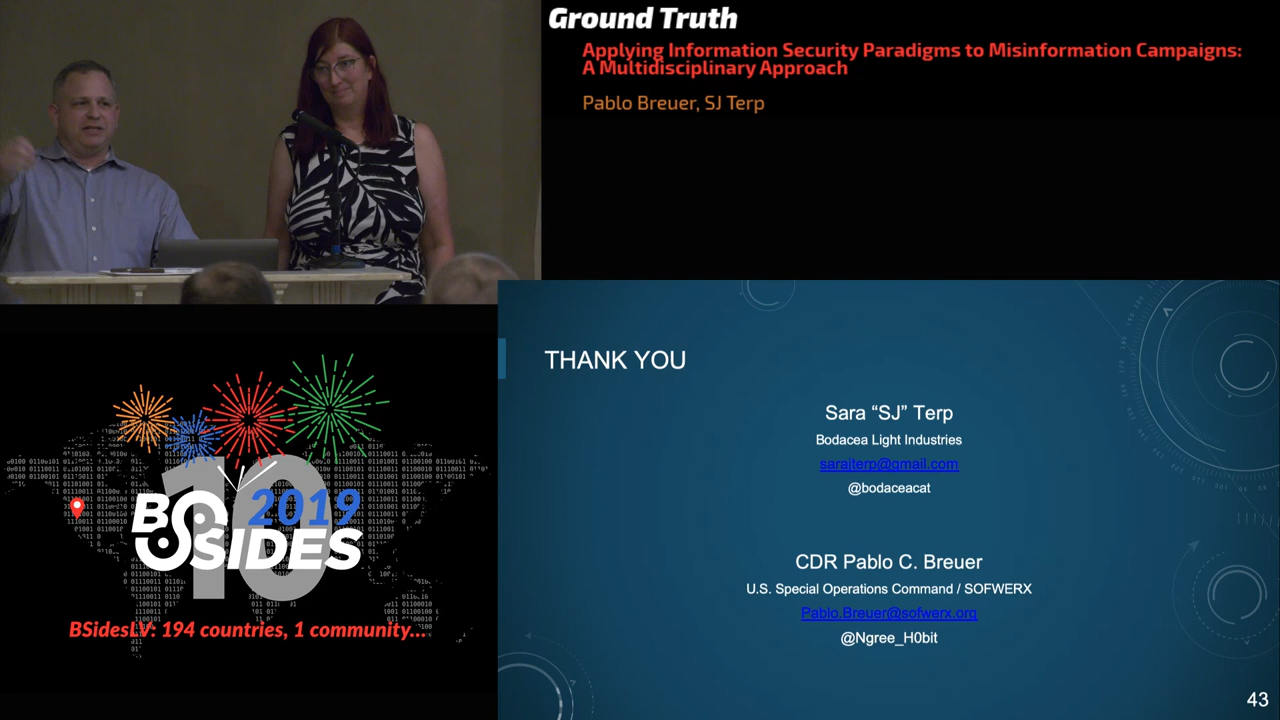 Ground Truth
Applying Information Security Paradigms to Misinformation Campaigns:
A Multidisciplinary Approach
Pablo Breuer, SJ Terp
THANK YOU
Sara “SJ” Terp
Bodacea Light Industries
sarajterp@gmail.com
@bodaceacat
CDR Pablo C. Breuer
U.S. Special Operations Command / SOFWERX
Pablo.Breuer@sofwerx.org
@Ngree_H0bit
43
10
2019
BSIDES
BSidesLV: 194 countries, 1 community...